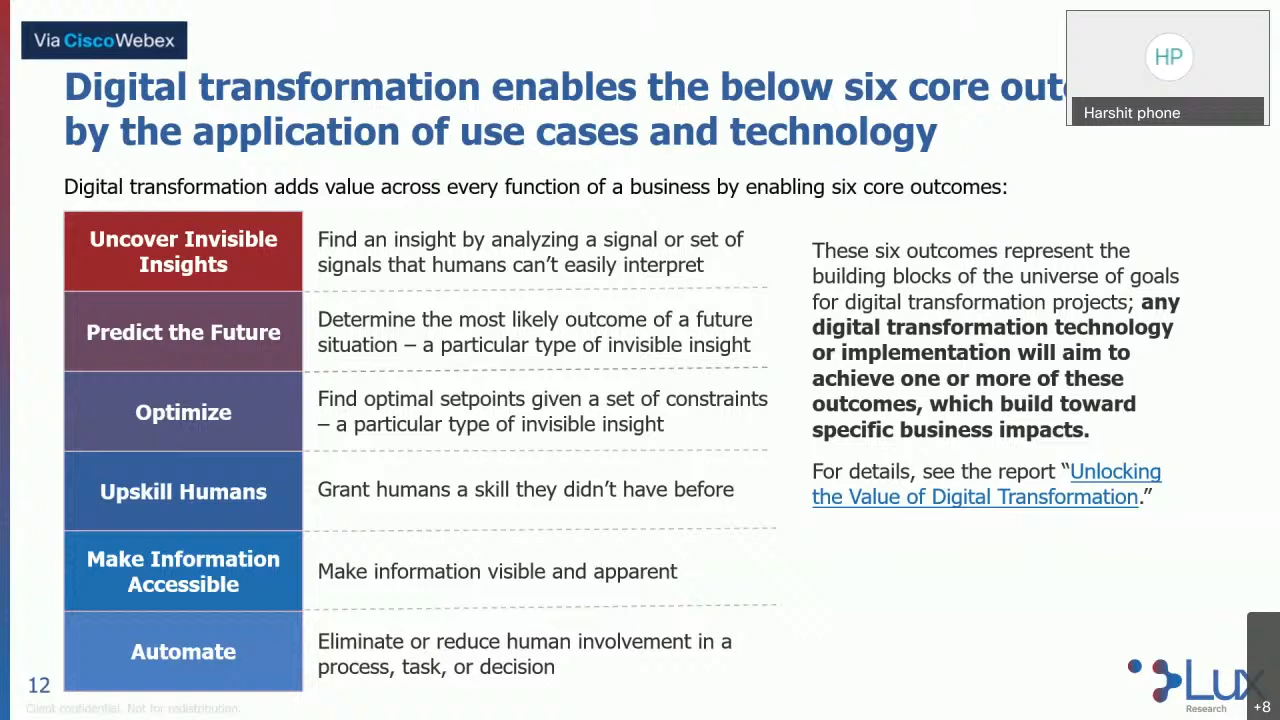 Via CiscoWebex
HP
Harshit phone
Digital transformation enables the below six core
by the application of use cases and technology
Digital transformation adds value across every function of a business by enabling six core outcomes:
Uncover Invisible
Insights
Find an insight by analyzing a signal or set of
signals that humans can’t easily interpret
Predict the Future
Determine the most likely outcome of a future
situation – a particular type of invisible insight
Optimize
Find optimal setpoints given a set of constraints
– a particular type of invisible insight
Upskill Humans
Grant humans a skill they didn’t have before
Make Information
Accessible
Make information visible and apparent
Automate
Eliminate or reduce human involvement in a
process, task, or decision
These six outcomes represent the
building blocks of the universe of goals
for digital transformation projects; any
digital transformation technology
or implementation will aim to
achieve one or more of these
outcomes, which build toward
specific business impacts.
For details, see the report “Unlocking
the Value of Digital Transformation.”
12
Client confidential. Not for redistribution.
Lux
Research
+8